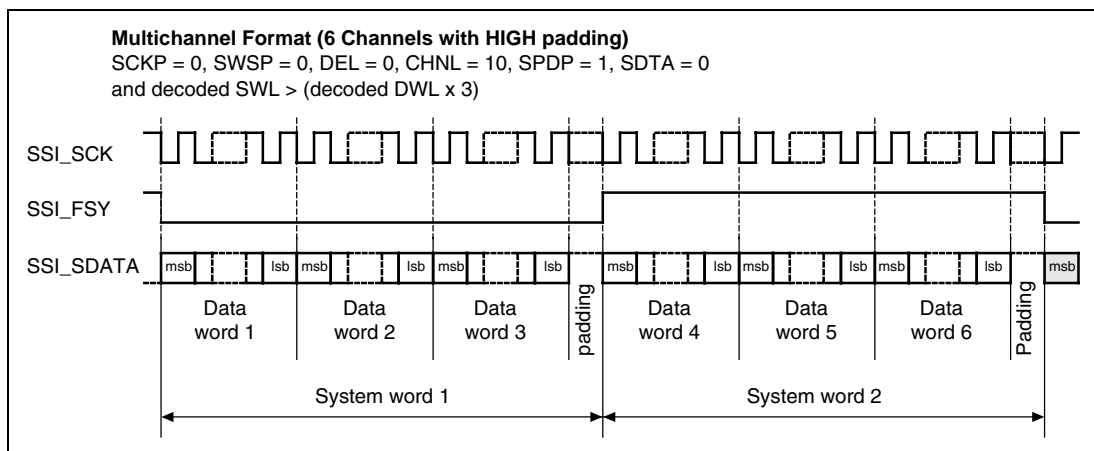 Multichannel Format (6 Channels with HIGH padding)
SCKP = 0, SWSP = 0, DEL = 0, CHNL = 10, SPDP = 1, SDTA = 0
and decoded SWL > (decoded DWL x 3)
SSI_SCK
SSI_FSY
SSI_SDATA
msb lsb msb lsb msb lsb msb lsb msb lsb msb lsb msb
Data
word 1
Data
word 2
Data
word 3
padding
Data
word 4
Data
word 5
Data
word 6
Padding
System word 1
System word 2